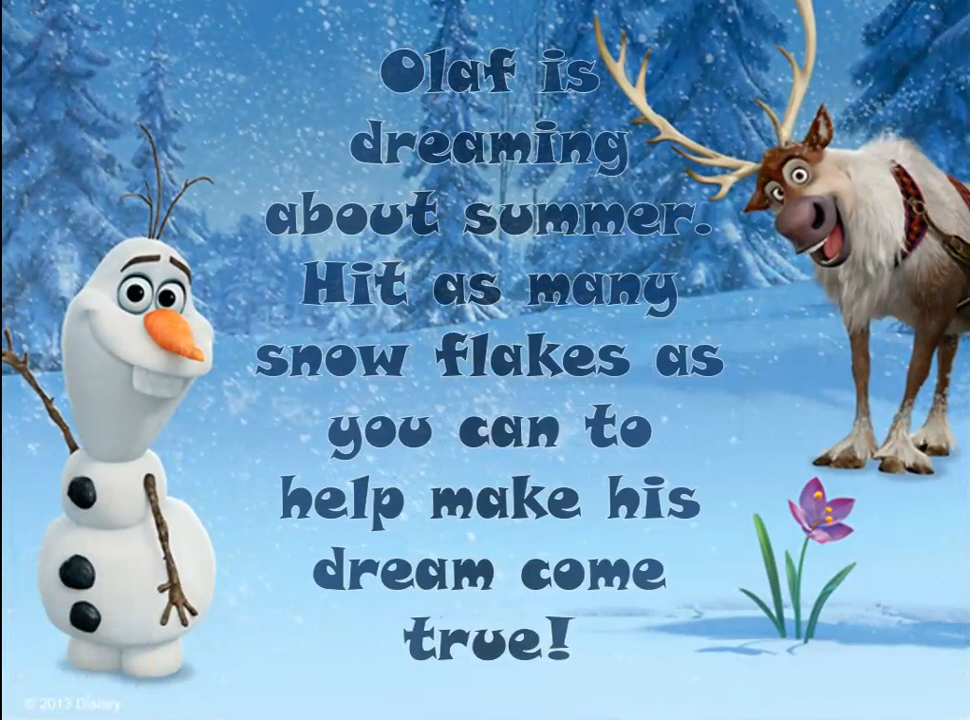 Olaf is
dreaming
about summer.
Hit as many
snow flakes as
you can to
help make his
dream come
true!
© 2013 Disney